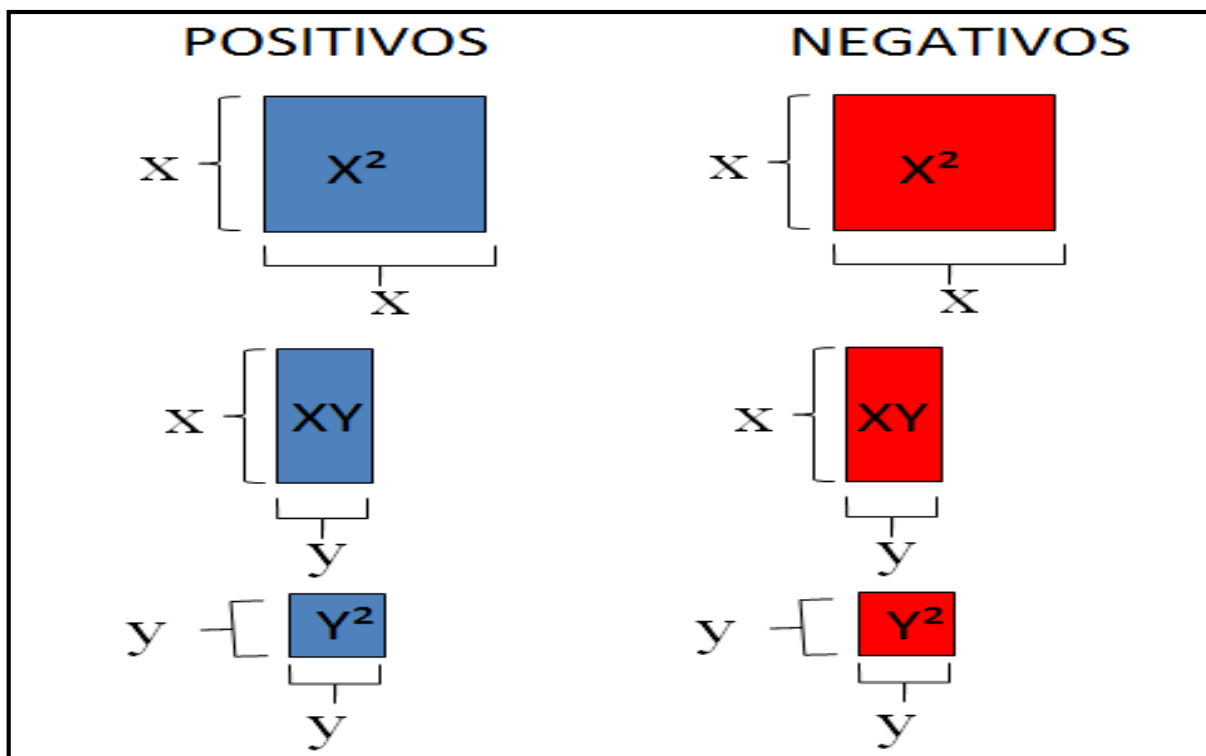 POSITIVOS NEGATIVOS
x X² x X²
x x
x XY x XY
y y
y Y² y Y²
y y